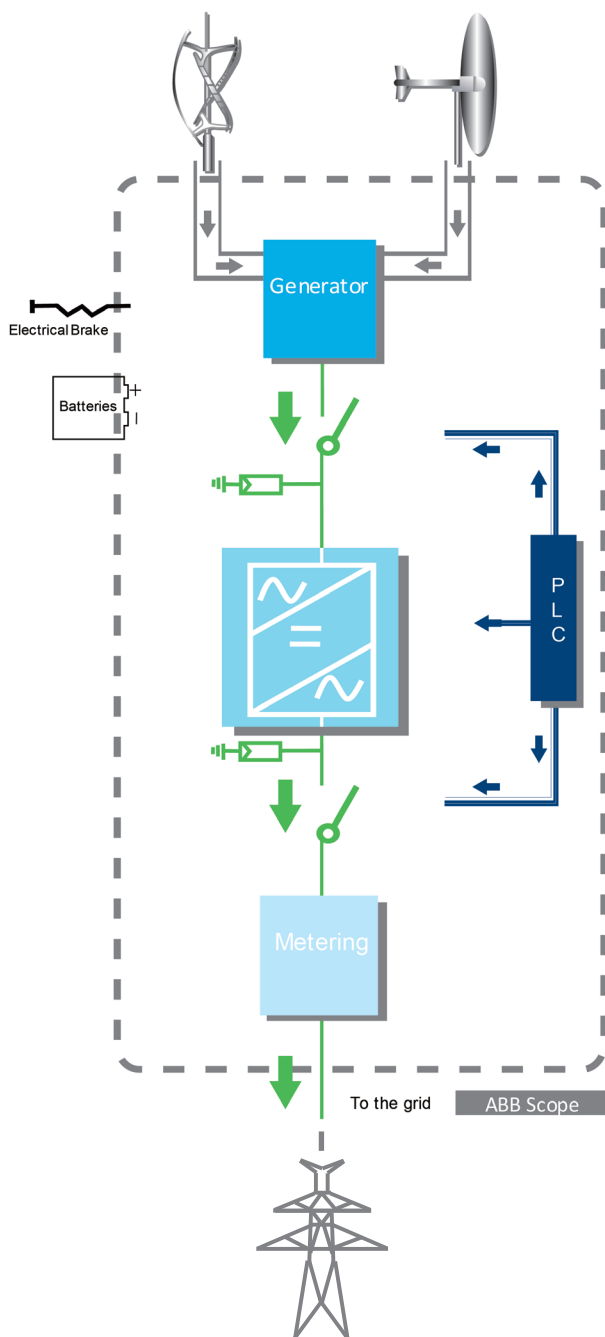 Generator
Electrical Brake
Batteries
+
–
P
L
C
Metering
To the grid
ABB Scope